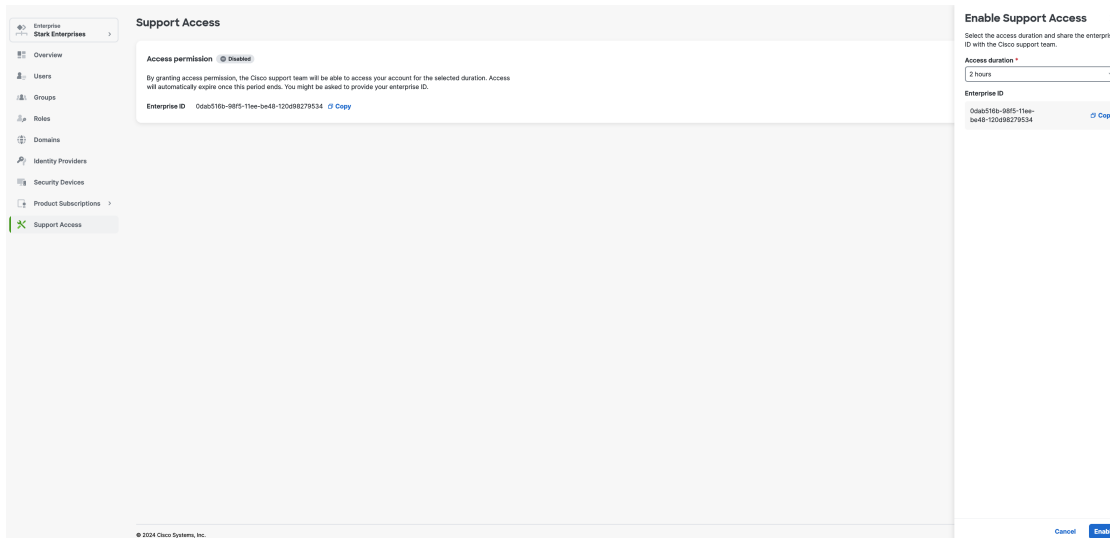 Enterprise
Stark Enterprises
Overview
Users
Groups
Roles
Domains
Identity Providers
Security Devices
Product Subscriptions
Support Access
Support Access
Access permission Disabled
By granting access permission, the Cisco support team will be able to access your account for the selected duration. Access
will automatically expire once this period ends. You might be asked to provide your enterprise ID.
Enterprise ID 0dab516b-98f5-11ee-be48-120d98279534 Copy
© 2024 Cisco Systems, Inc.
Enable Support Access
Select the access duration and share the enterpris
ID with the Cisco support team.
Access duration *
2 hours
Enterprise ID
0dab516b-98f5-11ee-
be48-120d98279534
Cop
Cancel Enab